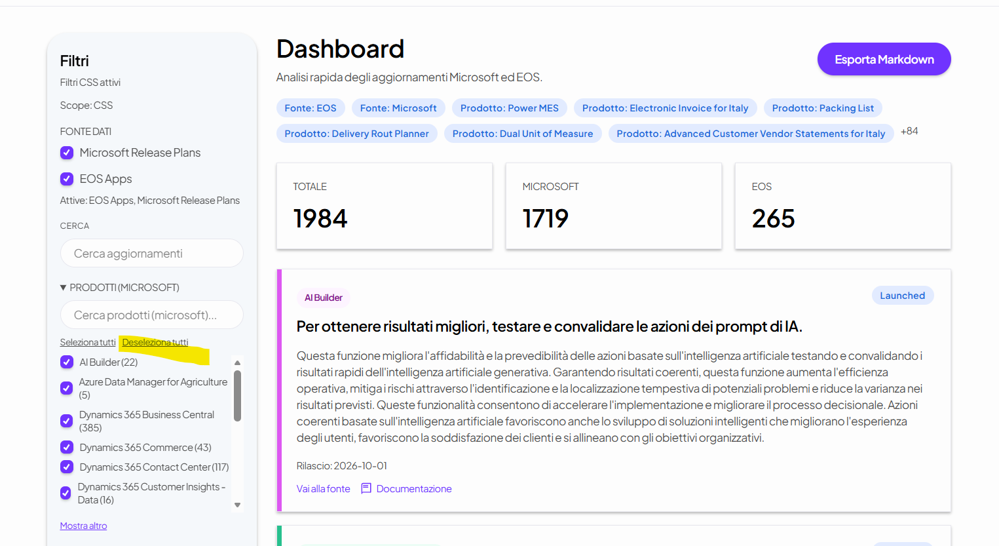 Filtri
Filtri CSS attivi
Scope: CSS
FONTE DATI
Microsoft Release Plans
EOS Apps
Attive: EOS Apps, Microsoft Release Plans
CERCA
Cerca aggiornamenti
PRODOTTI (MICROSOFT)
Cerca prodotti (microsoft)...
Seleziona tutti Deseleziona tutti
AI Builder (22)
Azure Data Manager for Agriculture
(5)
Dynamics 365 Business Central
(385)
Dynamics 365 Commerce (43)
Dynamics 365 Contact Center (117)
Dynamics 365 Customer Insights -
Data (16)
Mostra altro
Dashboard
Analisi rapida degli aggiornamenti Microsoft ed EOS.
Esporta Markdown
Fonte: EOS Fonte: Microsoft Prodotto: Power MES Prodotto: Electronic Invoice for Italy Prodotto: Packing List
Prodotto: Delivery Rout Planner Prodotto: Dual Unit of Measure Prodotto: Advanced Customer Vendor Statements for Italy +84
TOTALE
1984
MICROSOFT
1719
EOS
265
AI Builder
Launched
Per ottenere risultati migliori, testare e convalidare le azioni dei prompt di IA.
Questa funzione migliora l'affidabilità e la prevedibilità delle azioni basate sull'intelligenza artificiale testando e convalidando i
risultati rapidi dell'intelligenza artificiale generativa. Garantendo risultati coerenti, questa funzione aumenta l'efficienza
operativa, mitiga i rischi attraverso l'identificazione e la localizzazione tempestiva di potenziali problemi e riduce la varianza nei
risultati previsti. Queste funzionalità consentono di accelerare l'implementazione e migliorare il processo decisionale. Azioni
coerenti basate sull'intelligenza artificiale favoriscono anche lo sviluppo di soluzioni intelligenti che migliorano l'esperienza
degli utenti, favoriscono la soddisfazione dei clienti e si allineano con gli obiettivi organizzativi.
Rilascio: 2026-10-01
Vai alla fonte Documentazione